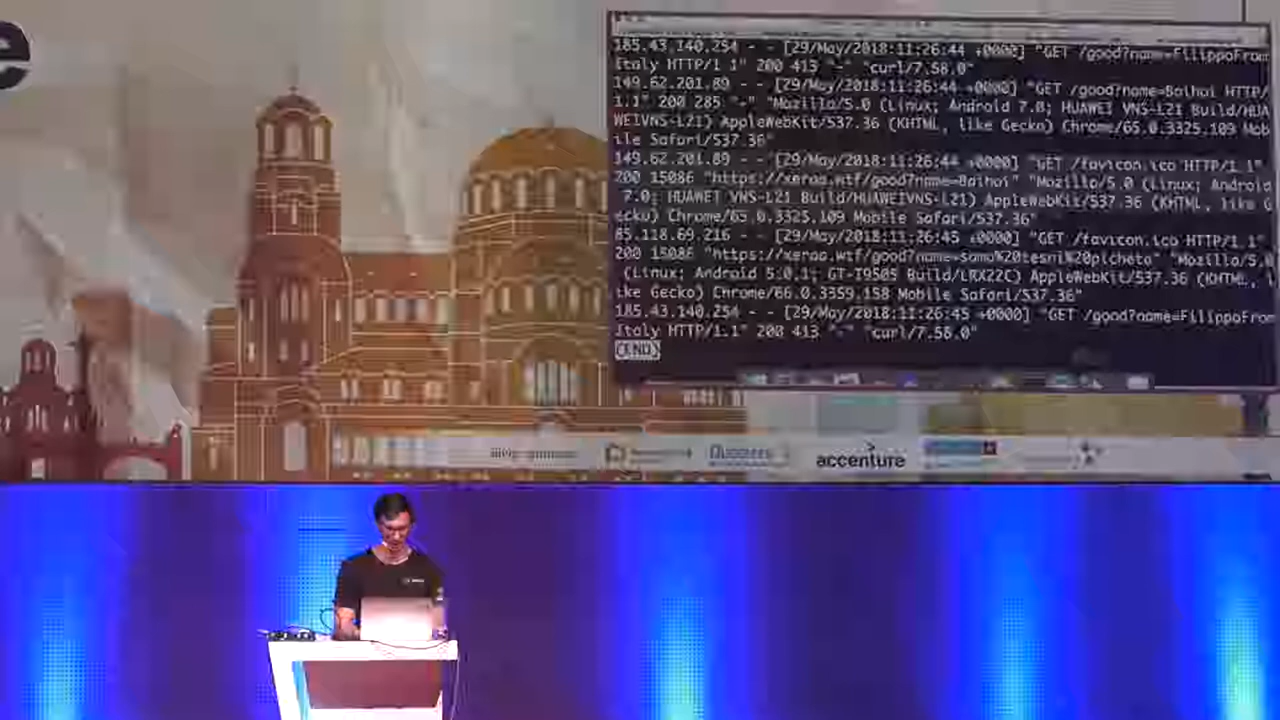 e
185.43.140.254 - - [29/May/2018:11:26:44 +0000] "GET /good?name=FilippoFrom
Italy HTTP/1.1" 200 413 "-" "curl/7.58.0"
149.62.201.89 - - [29/May/2018:11:26:44 +0000] "GET /good?name=Baihoi HTTP/
1.1" 200 285 "-" "Mozilla/5.0 (Linux; Android 7.0; HUAWEI VNS-L21 Build/HUA
WEIVNS-L21) AppleWebKit/537.36 (KHTML, like Gecko) Chrome/65.0.3325.109 Mob
ile Safari/537.36"
149.62.201.89 - - [29/May/2018:11:26:44 +0000] "GET /favicon.ico HTTP/1.1"
200 15086 "https://xeraa.wtf/good?name=Baihoi" "Mozilla/5.0 (Linux; Android
7.0; HUAWEI VNS-L21 Build/HUAWEIVNS-L21) AppleWebKit/537.36 (KHTML, like G
ecko) Chrome/65.0.3325.109 Mobile Safari/537.36"
85.118.69.216 - - [29/May/2018:11:26:45 +0000] "GET /favicon.ico HTTP/1.1"
200 15086 "https://xeraa.wtf/good?name=samo%20tesni%20picheta" "Mozilla/5.0
(Linux; Android 5.0.1; GT-I9505 Build/LRX22C) AppleWebKit/537.36 (KHTML, l
ike Gecko) Chrome/66.0.3359.158 Mobile Safari/537.36"
185.43.140.254 - - [29/May/2018:11:26:45 +0000] "GET /good?name=FilippoFrom
Italy HTTP/1.1" 200 413 "-" "curl/7.58.0"
(END)
accenture